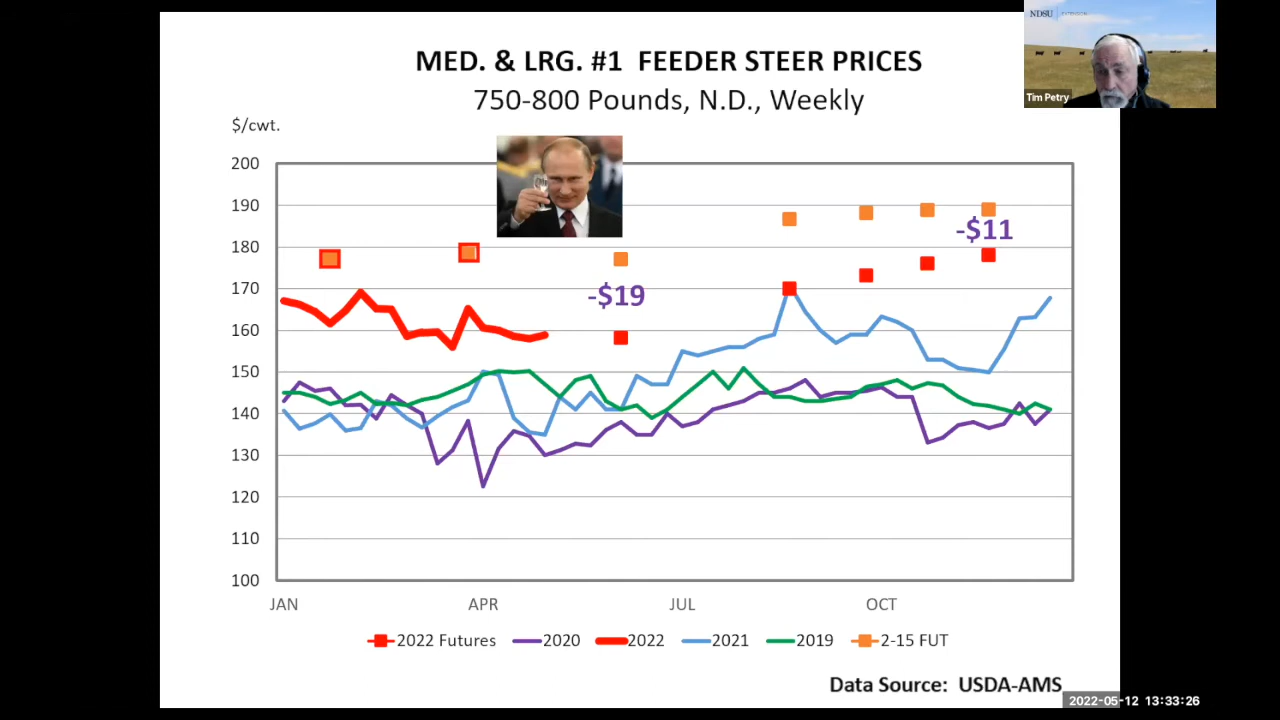 NDSU EXTENSION
Tim Petry
MED. & LRG. #1 FEEDER STEER PRICES
750-800 Pounds, N.D., Weekly
$/cwt.
200
190
180
170
160
150
140
130
120
110
100
-$19
-$11
JAN APR JUL OCT
2022 Futures 2020 2022 2021 2019 2-15 FUT
Data Source: USDA-AMS
2022-05-12 13:33:26